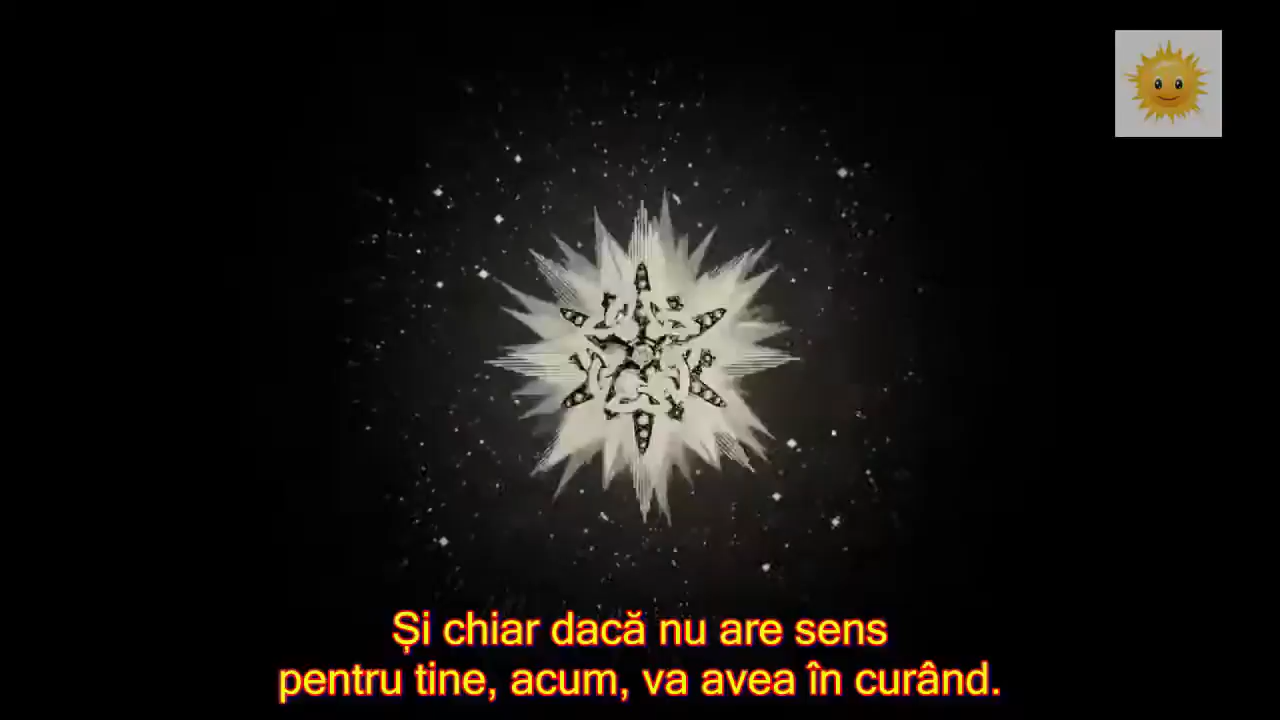 Și chiar dacă nu are sens
pentru tine, acum, va avea în curând.